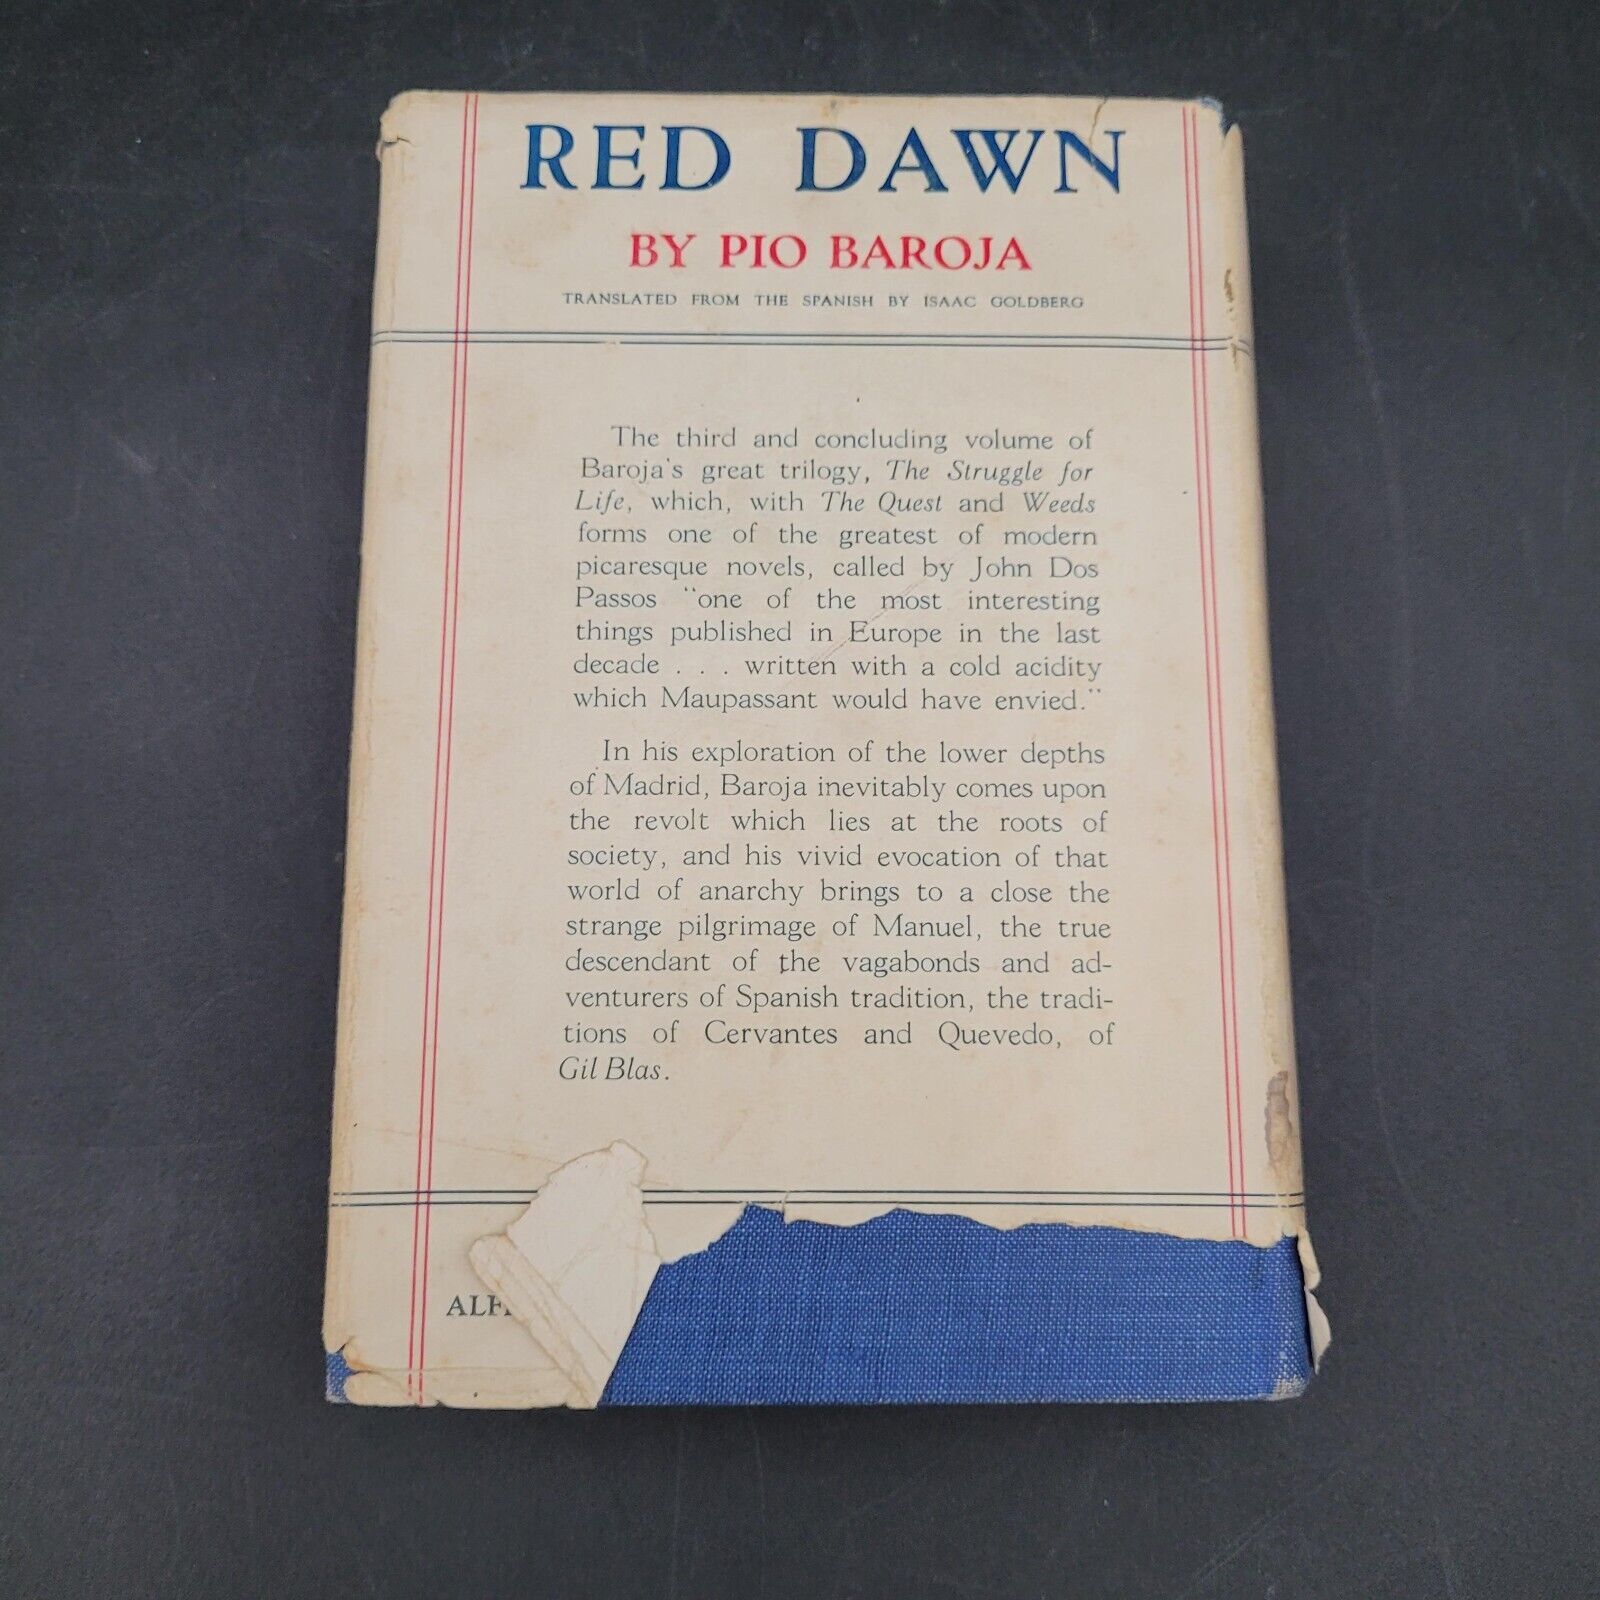 RED DAWN
BY PIO BAROJA
TRANSLATED FROM THE SPANISH BY ISAAC GOLDBERG
The third and concluding volume of
Baroja's great trilogy, The Struggle for
Life, which, with The Quest and Weeds
forms one of the greatest of modern
picaresque novels, called by John Dos
Passos "one of the most interesting
things published in Europe in the last
decade . . . written with a cold acidity
which Maupassant would have envied."
In his exploration of the lower depths
of Madrid, Baroja inevitably comes upon
the revolt which lies at the roots of
society, and his vivid evocation of that
world of anarchy brings to a close the
strange pilgrimage of Manuel, the true
descendant of the vagabonds and ad-
venturers of Spanish tradition, the tradi-
tions of Cervantes and Quevedo, of
Gil Blas.